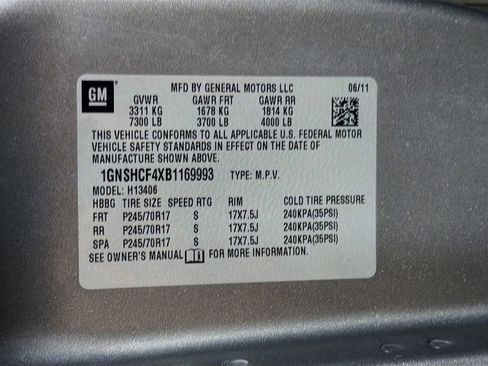 GM
MFD BY GENERAL MOTORS LLC 06/11
GVWR GAWR FRT GAWR RR
3311 KG 1678 KG 1814 KG
7300 LB 3700 LB 4000 LB
THIS VEHICLE CONFORMS TO ALL APPLICABLE U.S. FEDERAL MOTOR
VEHICLE SAFETY STANDARDS IN EFFECT ON THE DATE OF
MANUFACTURE SHOWN ABOVE.
1GNSHCF4XB1169993 TYPE: M.P.V.
MODEL: H13406
HBBG TIRE SIZE SPEED RTG RIM COLD TIRE PRESSURE
FRT P245/70R17 S 17X7.5J 240KPA(35PSI)
RR P245/70R17 S 17X7.5J 240KPA(35PSI)
SPA P245/70R17 S 17X7.5J 240KPA(35PSI)
SEE OWNER'S MANUAL FOR MORE INFORMATION.